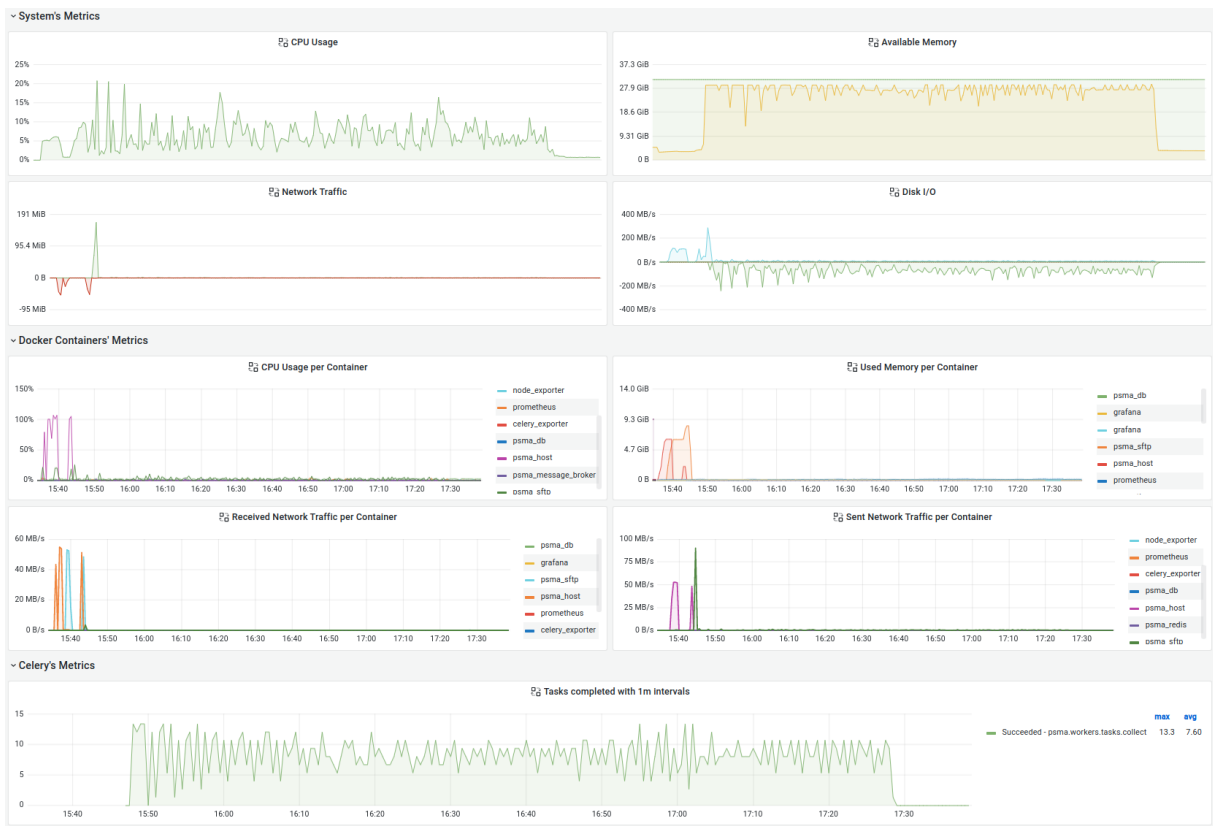 System's Metrics
CPU Usage
25%
20%
15%
10%
5%
0%
Available Memory
37.3 GiB
27.9 GiB
18.6 GiB
9.31 GiB
0 B
Network Traffic
191 MiB
95.4 MiB
0 B
-95 MiB
Disk I/O
400 MB/s
200 MB/s
0 B/s
-200 MB/s
-400 MB/s
Docker Containers' Metrics
CPU Usage per Container
150%
100%
50%
0%
15:40 15:50 16:00 16:10 16:20 16:30 16:40 16:50 17:00 17:10 17:20 17:30
node_exporter
prometheus
celery_exporter
psma_db
psma_host
psma_message_broker
psma_sftp
Used Memory per Container
14.0 GiB
9.3 GiB
4.7 GiB
0 B
15:40 15:50 16:00 16:10 16:20 16:30 16:40 16:50 17:00 17:10 17:20 17:30
psma_db
grafana
grafana
psma_sftp
psma_host
prometheus
Received Network Traffic per Container
60 MB/s
40 MB/s
20 MB/s
0 B/s
15:40 15:50 16:00 16:10 16:20 16:30 16:40 16:50 17:00 17:10 17:20 17:30
psma_db
grafana
psma_sftp
psma_host
prometheus
celery_exporter
Sent Network Traffic per Container
100 MB/s
75 MB/s
50 MB/s
25 MB/s
0 B/s
15:40 15:50 16:00 16:10 16:20 16:30 16:40 16:50 17:00 17:10 17:20 17:30
node_exporter
prometheus
celery_exporter
psma_db
psma_host
psma_redis
psma_sftp
Celery's Metrics
Tasks completed with 1m intervals
15
10
5
0
15:40 15:50 16:00 16:10 16:20 16:30 16:40 16:50 17:00 17:10 17:20 17:30
max avg
Succeeded - psma.workers.tasks.collect 13.3 7.60